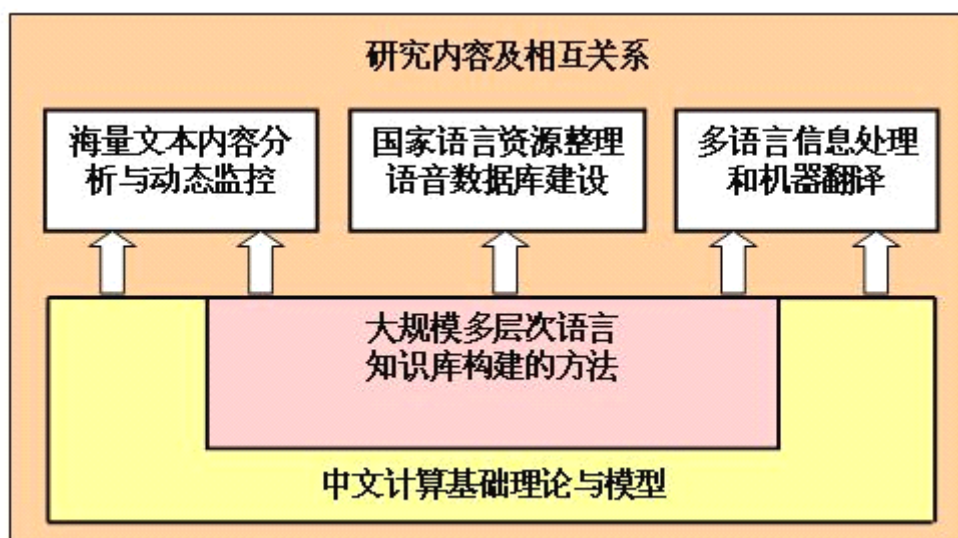 研究内容及相互关系
海量文本内容分
析与动态监控
国家语言资源整理
语音数据库建设
多语言信息处理
和机器翻译
大规模多层次语言
知识库构建的方法
中文计算基础理论与模型